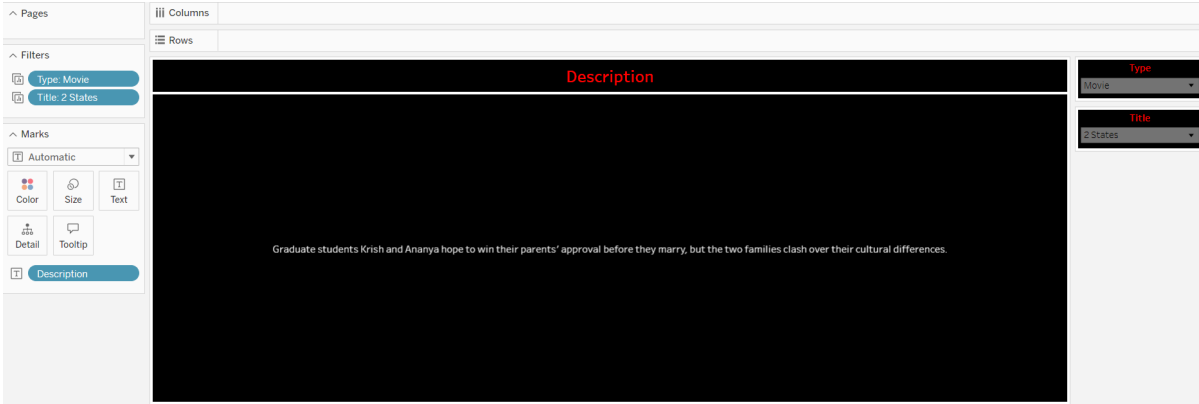 Pages
Columns
Rows
Filters
Type: Movie
Title: 2 States
Marks
Automatic
Color
Size
Text
Detail
Tooltip
Description
Description
Graduate students Krish and Ananya hope to win their parents' approval before they marry, but the two families clash over their cultural differences.
Type
Movie
Title
2 States